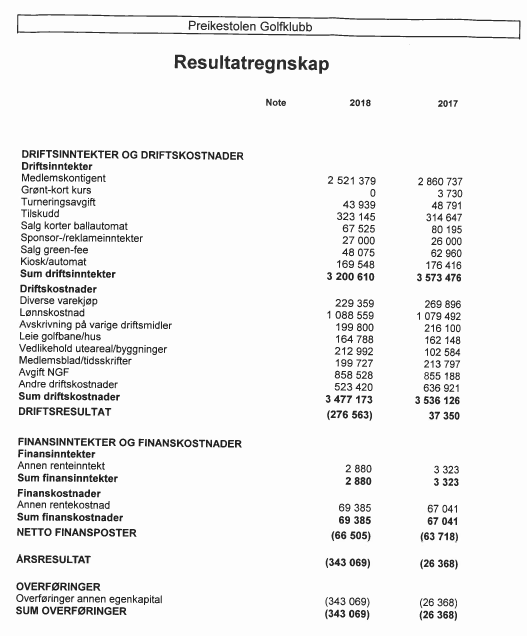 Preikestolen Golfklubb
Resultatregnskap
Note 2018 2017
DRIFTSINNTEKTER OG DRIFTSKOSTNADER
Driftsinntekter
Medlemskontigent 2 521 379 2 860 737
Grønt-kort kurs 0 3 730
Turneringsavgift 43 939 48 791
Tilskudd 323 145 314 647
Salg korter ballautomat 67 525 80 195
Sponsor-/reklameinntekter 27 000 26 000
Salg green-fee 48 075 62 960
Kiosk/automat 169 548 176 416
Sum driftsinntekter 3 200 610 3 573 476
Driftskostnader
Diverse varekjøp 229 359 269 896
Lønnskostnad 1 088 559 1 079 492
Avskrivning på varige driftsmidler 199 800 216 100
Leie golfbane/hus 164 788 162 148
Vedlikehold uteareal/byggninger 212 992 102 584
Medlemsblad/tidsskrifter 199 727 213 797
Avgift NGF 858 528 855 188
Andre driftskostnader 523 420 636 921
Sum driftskostnader 3 477 173 3 536 126
DRIFTSRESULTAT (276 563) 37 350
FINANSINNTEKTER OG FINANSKOSTNADER
Finansinntekter
Annen renteinntekt 2 880 3 323
Sum finansinntekter 2 880 3 323
Finanskostnader
Annen rentekostnad 69 385 67 041
Sum finanskostnader 69 385 67 041
NETTO FINANSPOSTER (66 505) (63 718)
ÅRSRESULTAT (343 069) (26 368)
OVERFØRINGER
Overføringer annen egenkapital (343 069) (26 368)
SUM OVERFØRINGER (343 069) (26 368)